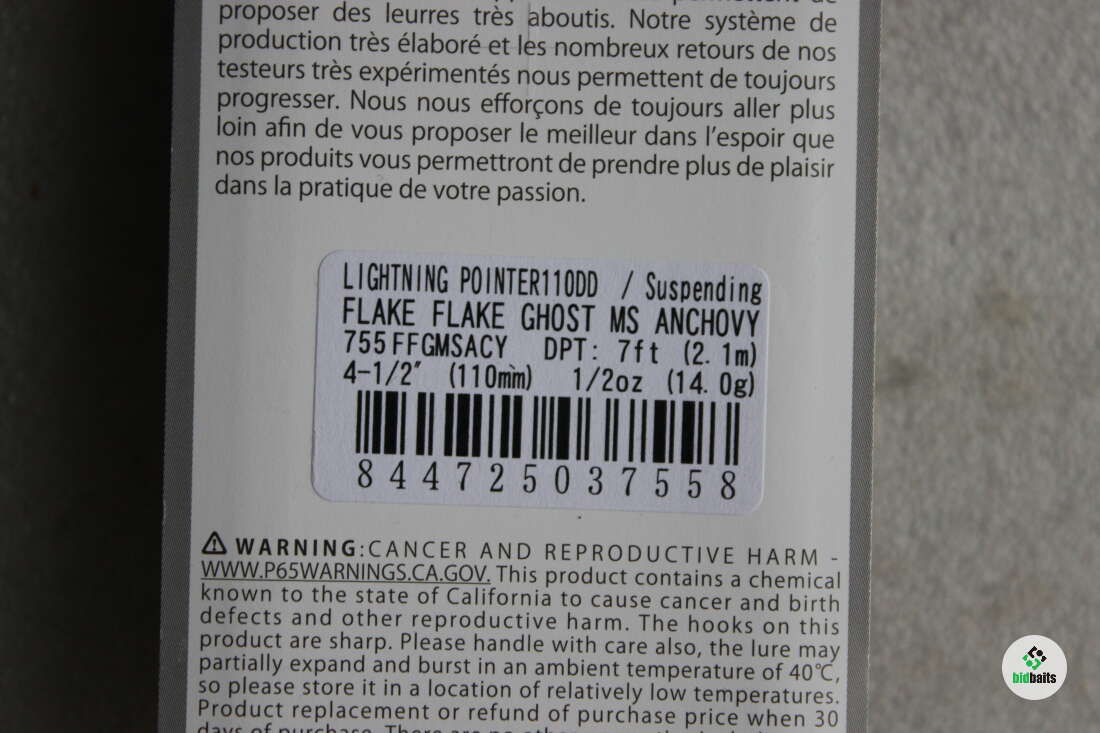 proposer des leurres très aboutis. Notre système de
production très élaboré et les nombreux retours de nos
testeurs très expérimentés nous permettent de toujours
progresser. Nous nous efforçons de toujours aller plus
loin afin de vous proposer le meilleur dans l'espoir que
nos produits vous permettront de prendre plus de plaisir
dans la pratique de votre passion.
LIGHTNING POINTER110DD / Suspending
FLAKE FLAKE GHOST MS ANCHOVY
755FFGMSACY DPT: 7ft (2.1m)
4-1/2" (110mm) 1/2oz (14.0g)
844725037558
⚠ WARNING:CANCER AND REPRODUCTIVE HARM -
WWW.P65WARNINGS.CA.GOV. This product contains a chemical
known to the state of California to cause cancer and birth
defects and other reproductive harm. The hooks on this
product are sharp. Please handle with care also, the lure may
partially expand and burst in an ambient temperature of 40℃,
so please store it in a location of relatively low temperatures.
Product replacement or refund of purchase price when 30
days of purchase. There are no
bidbaits